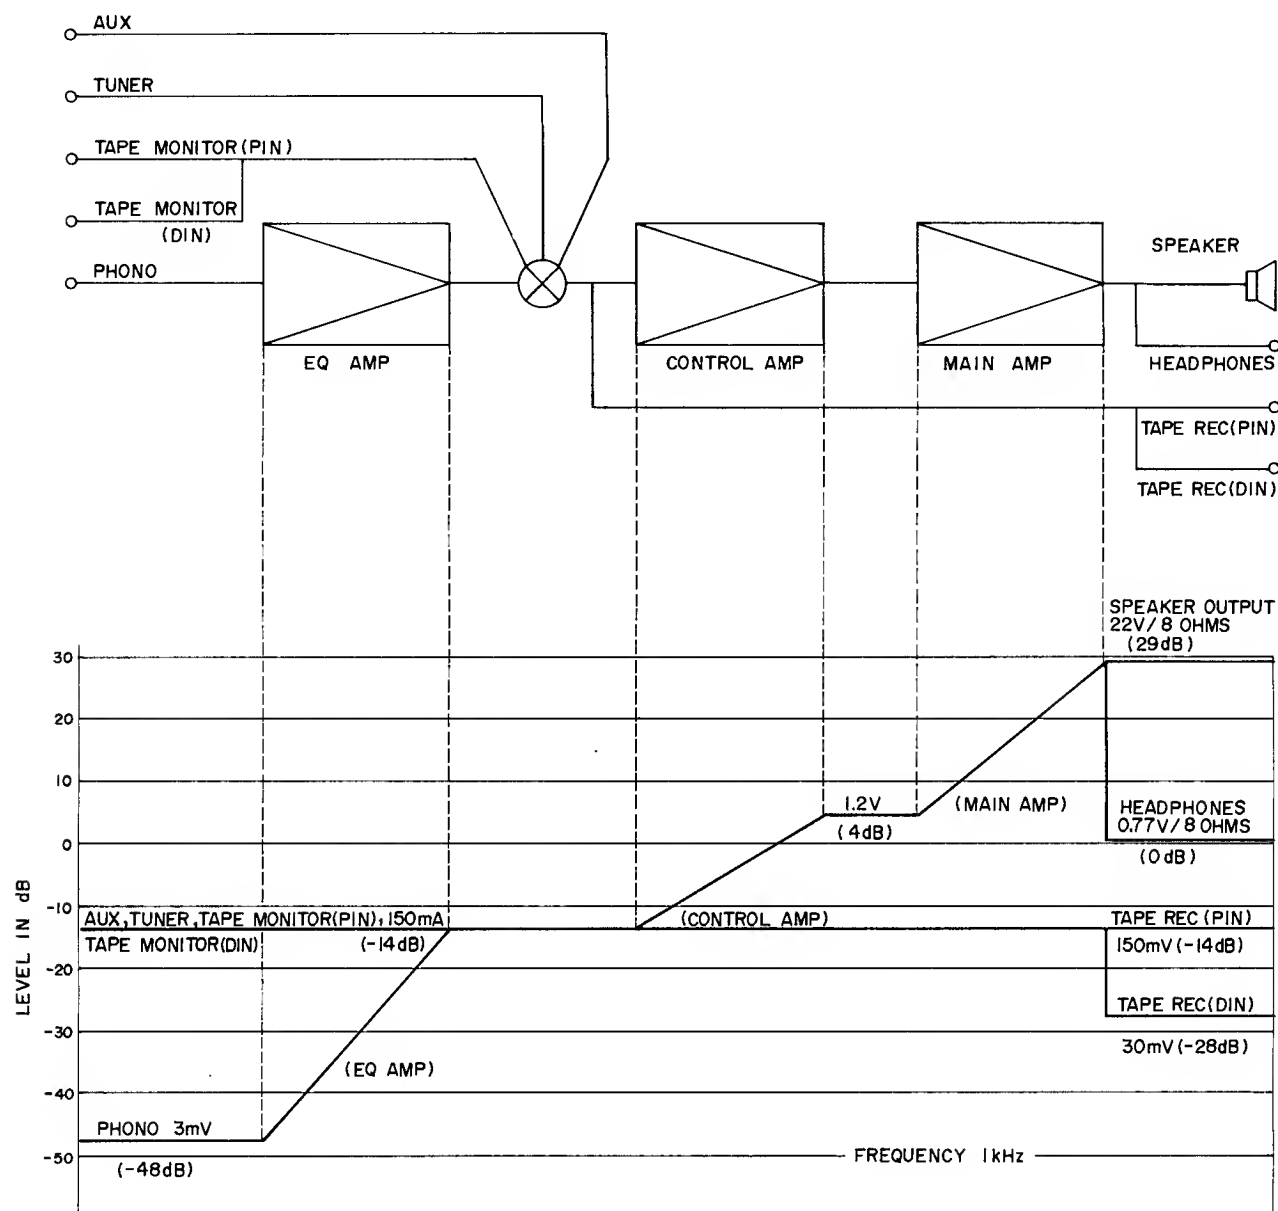 AUX
TUNER
TAPE MONITOR(PIN)
TAPE MONITOR
(DIN)
PHONO
SPEAKER
EQ AMP
CONTROL AMP
MAIN AMP
HEADPHONES
TAPE REC(PIN)
TAPE REC(DIN)
SPEAKER OUTPUT
22V/8 OHMS
(29dB)
30
20
10
0
-10
-20
-30
-40
-50
LEVEL IN dB
1.2V
(4dB)
(MAIN AMP)
HEADPHONES
0.77V/8 OHMS
(0dB)
AUX,TUNER,TAPE MONITOR(PIN),150mA
TAPE MONITOR(DIN)
(-14dB)
(CONTROL AMP)
TAPE REC(PIN)
150mV(-14dB)
TAPE REC(DIN)
30mV(-28dB)
(EQ AMP)
PHONO 3mV
(-48dB)
FREQUENCY 1kHz